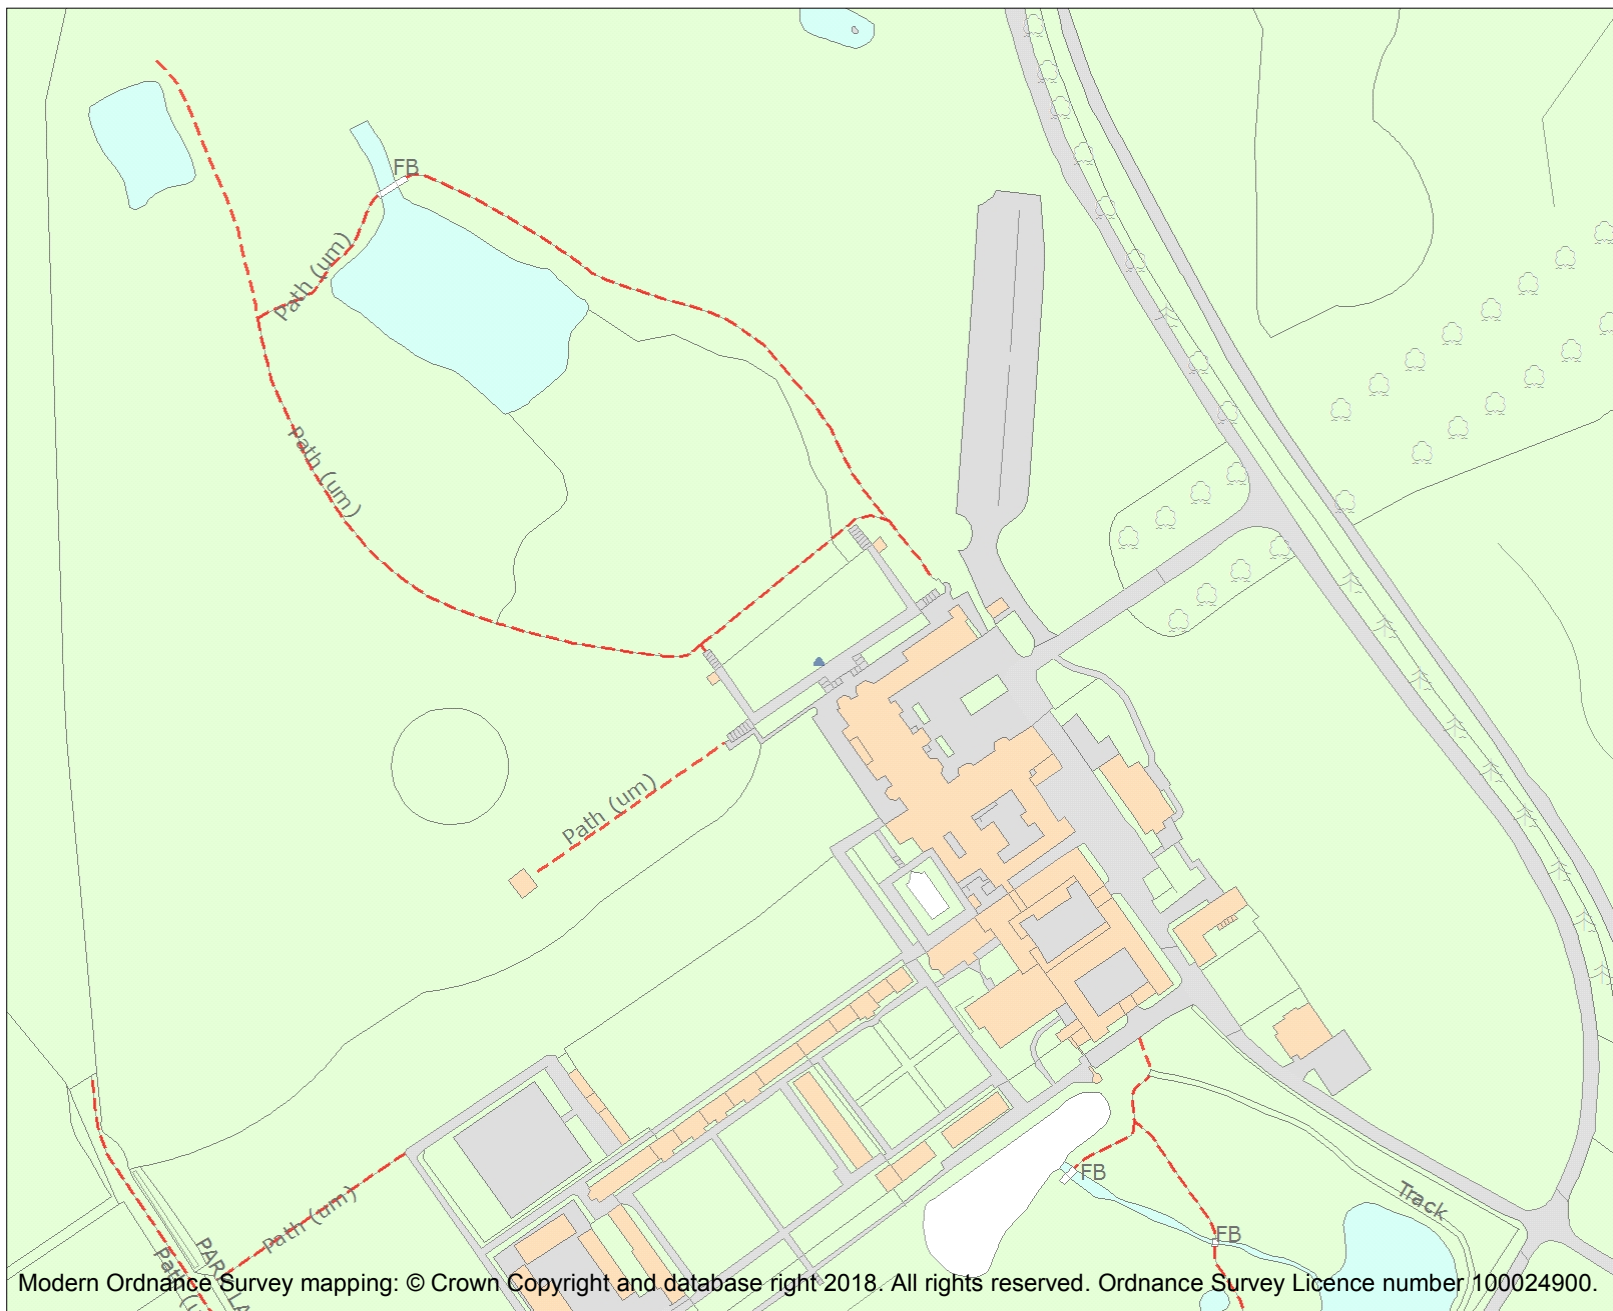 FB
Path (um)
Path (um)
Path (um)
FB
Track
Path (um)
FB
Modern Ordnance Survey mapping: © Crown Copyright and database right 2018. All rights reserved. Ordnance Survey Licence number 100024900.